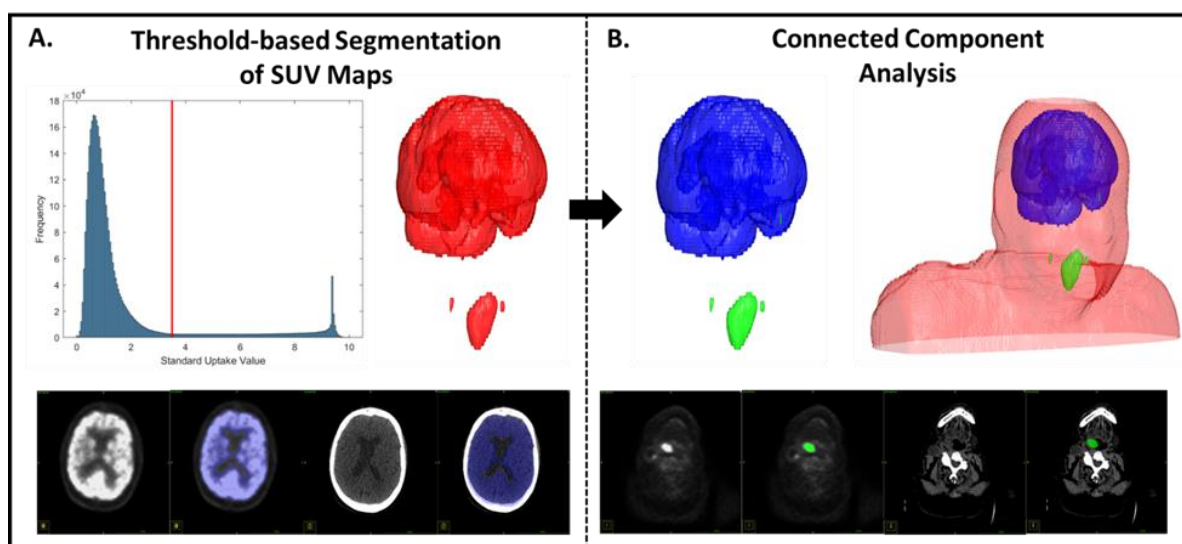 A.
Threshold-based Segmentation
of SUV Maps
18
×10⁴
16
14
12
10
8
6
4
2
0
Frequency
0 2 4 6 8 10
Standard Uptake Value
B.
Connected Component
Analysis